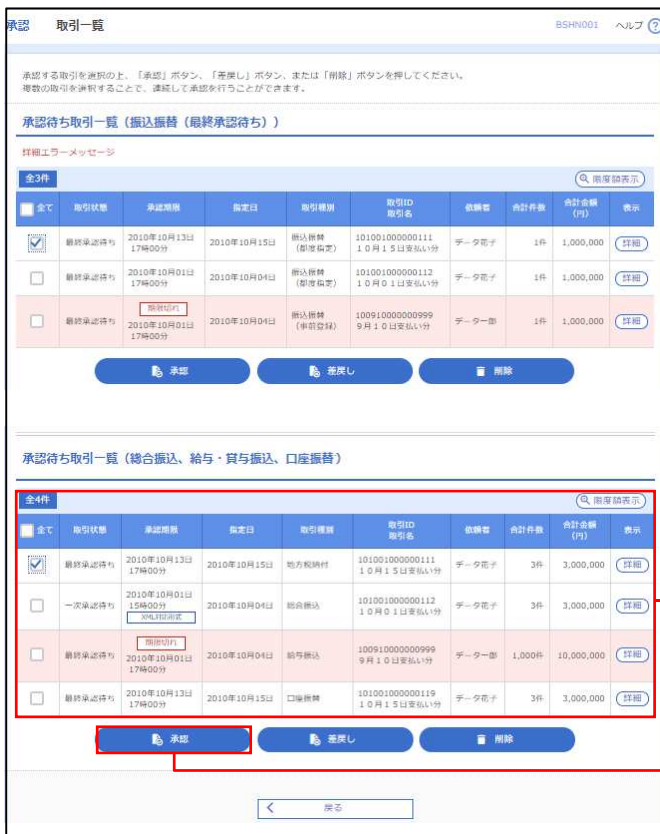 承認 取引一覧 BSHN001 ヘルプ ?
承認する取引を選択の上、「承認」ボタン、「差戻し」ボタン、または「削除」ボタンを押してください。
複数の取引を選択することで、連続して承認を行うことができます。
承認待ち取引一覧（振込振替（最終承認待ち））
詳細エラーメッセージ
全3件 限度額表示
全て 取引状態 承認期限 指定日 取引種別 取引ID 依頼者 合計件数 合計金額 表示
取引名 (円)
最終承認待ち 2010年10月13日 2010年10月15日 振込振替 101001000000111 データ花子 1件 1,000,000 詳細
17時00分 （都度指定） １０月１５日支払い分
最終承認待ち 2010年10月01日 2010年10月04日 振込振替 101001000000112 データ花子 1件 1,000,000 詳細
17時00分 （都度指定） １０月０１日支払い分
期限切れ
最終承認待ち 2010年10月01日 2010年10月04日 振込振替 100910000000999 データ一郎 1件 1,000,000 詳細
17時00分 （事前登録） ９月１０日支払い分
承認 差戻し 削除
承認待ち取引一覧（総合振込、給与・賞与振込、口座振替）
全4件 限度額表示
全て 取引状態 承認期限 指定日 取引種別 取引ID 依頼者 合計件数 合計金額 表示
取引名 (円)
最終承認待ち 2010年10月13日 2010年10月15日 地方税納付 101001000000111 データ花子 3件 3,000,000 詳細
17時00分 １０月１５日支払い分
一次承認待ち 2010年10月01日 2010年10月04日 総合振込 101001000000112 データ花子 3件 3,000,000 詳細
15時00分 １０月０１日支払い分
XML対応形式
期限切れ
最終承認待ち 2010年10月01日 2010年10月04日 給与振込 100910000000999 データ一郎 1,000件 10,000,000 詳細
17時00分 ９月１０日支払い分
最終承認待ち 2010年10月13日 2010年10月15日 口座振替 101001000000119 データ花子 3件 3,000,000 詳細
17時00分 １０月１５日支払い分
承認 差戻し 削除
戻る